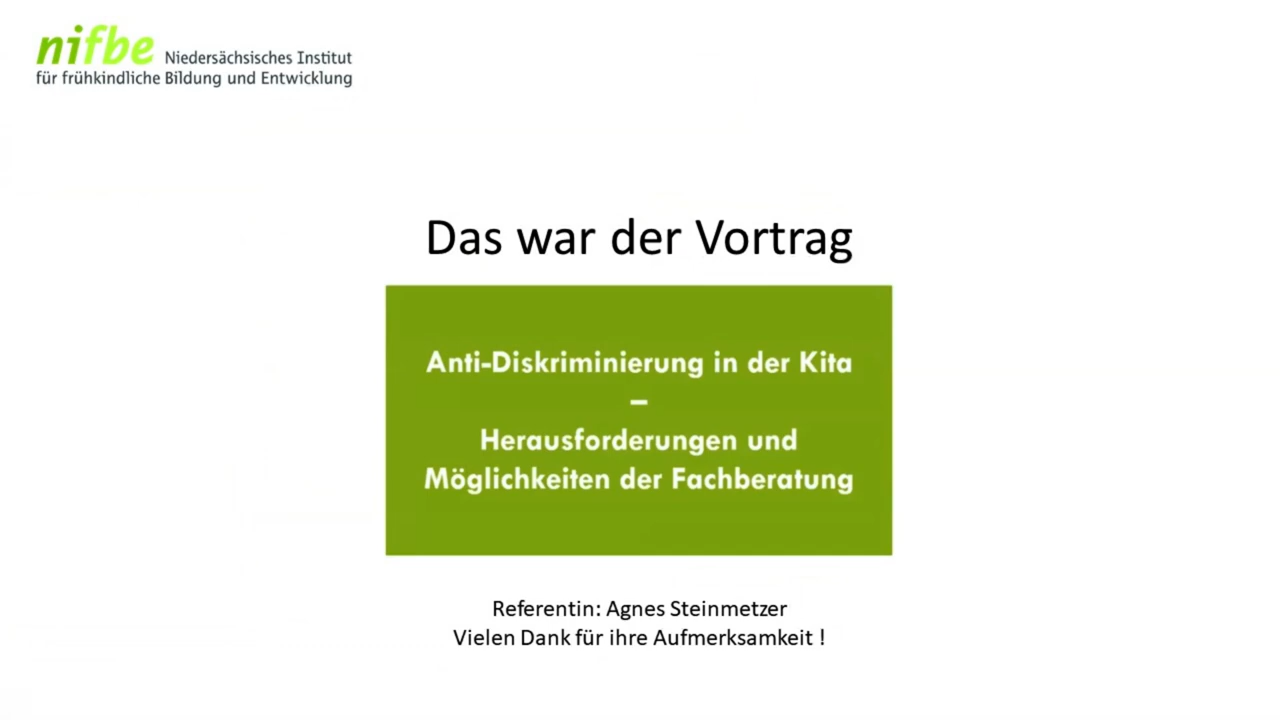 nifbe Niedersächsisches Institut
für frühkindliche Bildung und Entwicklung
Das war der Vortrag
Anti-Diskriminierung in der Kita
–
Herausforderungen und
Möglichkeiten der Fachberatung
Referentin: Agnes Steinmetzer
Vielen Dank für ihre Aufmerksamkeit !